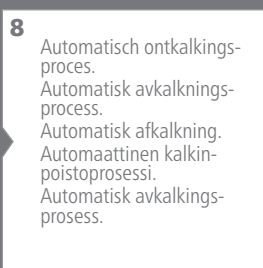 8
Automatisch ontkalkings-
proces.
Automatisk avkalknings-
process.
Automatisk afkalkning.
Automaattinen kalkin-
poistoprosessi.
Automatisk avkalkings-
prosess.